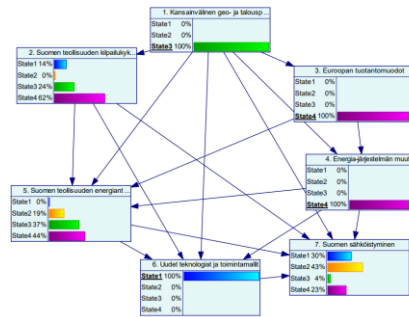 1. Kansainvälinen geo- ja talousp...
State1 0%
State2 0%
State3 100%
State4 0%
2. Suomen teollisuuden kilpailukyk...
State1 14%
State2 0%
State3 24%
State4 62%
3. Euroopan tuotantomuodot
State1 0%
State2 0%
State3 0%
State4 100%
4. Energia-järjestelmän muut...
State1 0%
State2 0%
State3 0%
State4 100%
5. Suomen teollisuuden energiant...
State1 0%
State2 19%
State3 37%
State4 44%
6. Uudet teknologiat ja toimintamallit
State1 100%
State2 0%
State3 0%
State4 0%
7. Suomen sähköistyminen
State1 30%
State2 43%
State3 4%
State4 23%